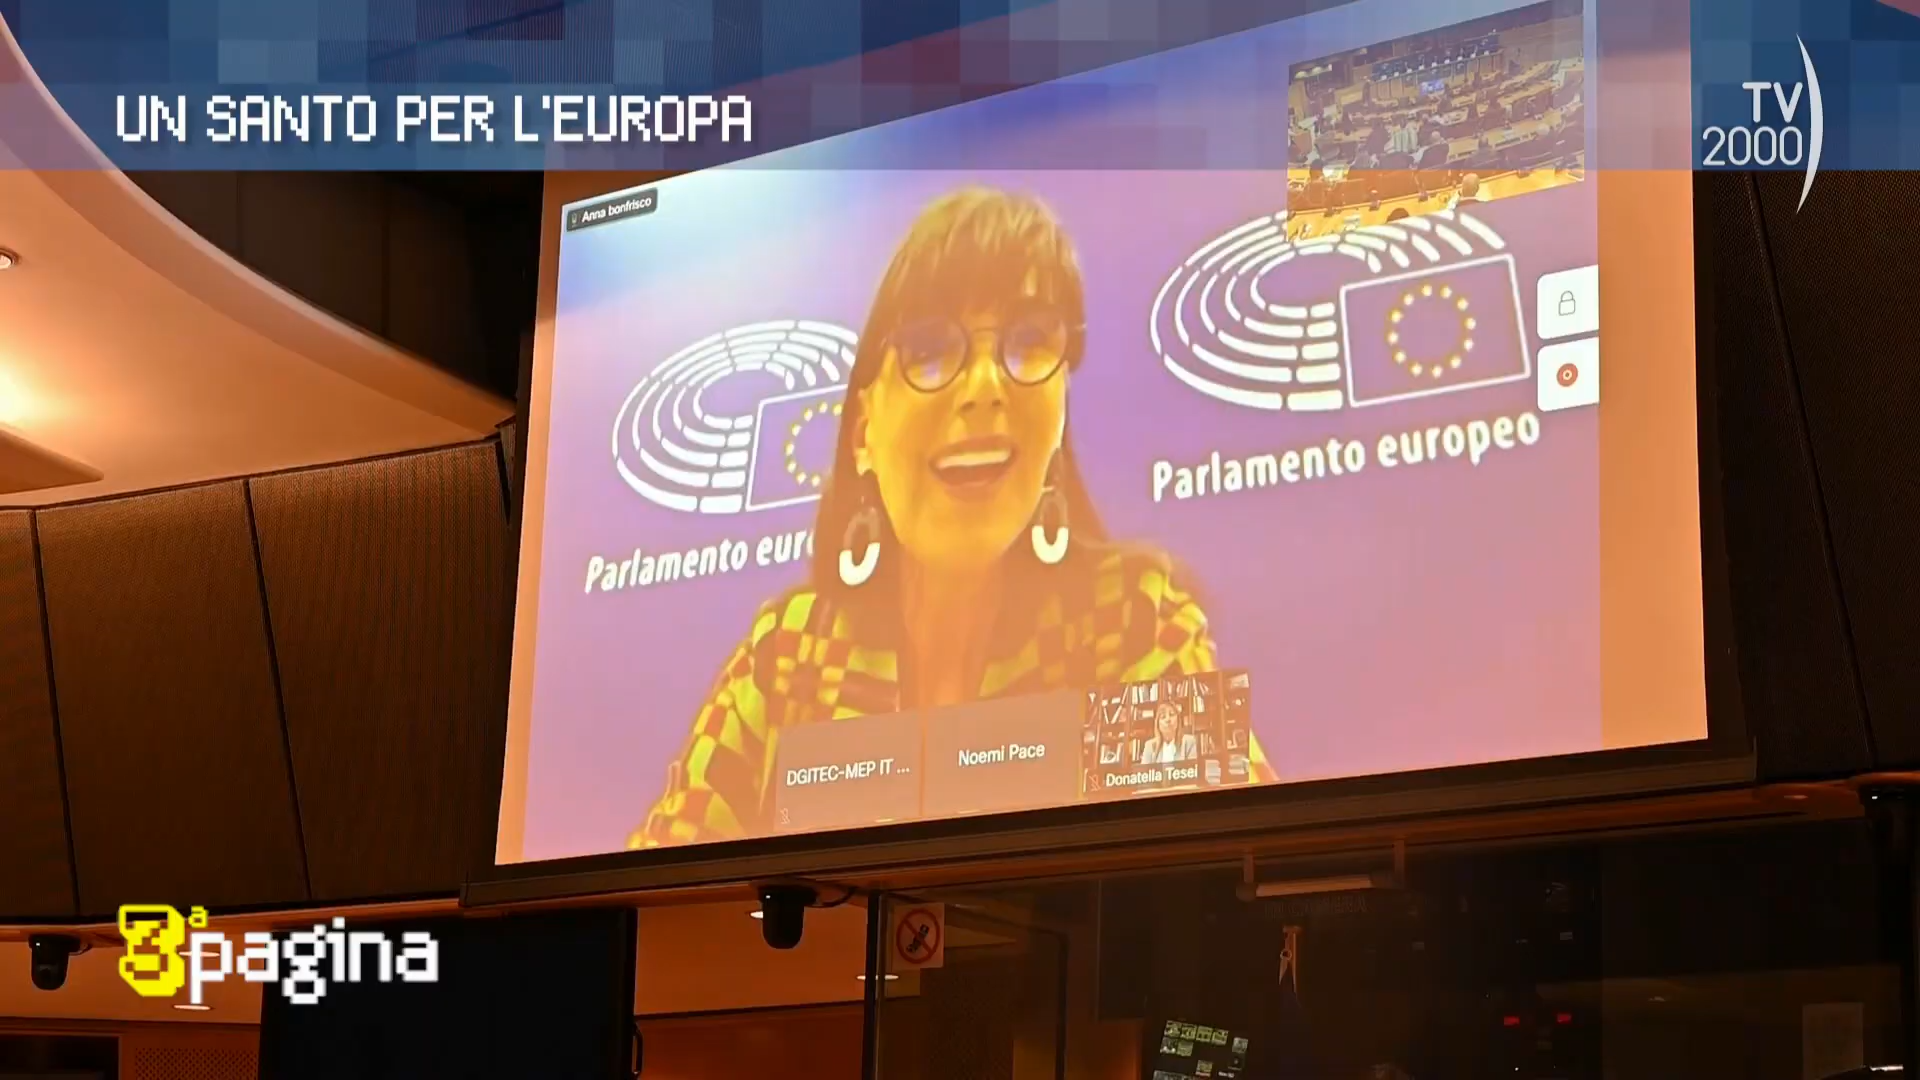 UN SANTO PER L'EUROPA
TV
2000
Anna bonfrisco
Parlamento euro
Parlamento europeo
DGITEC-MEP IT ...
Noemi Pace
Donatella Tesei
3ª pagina